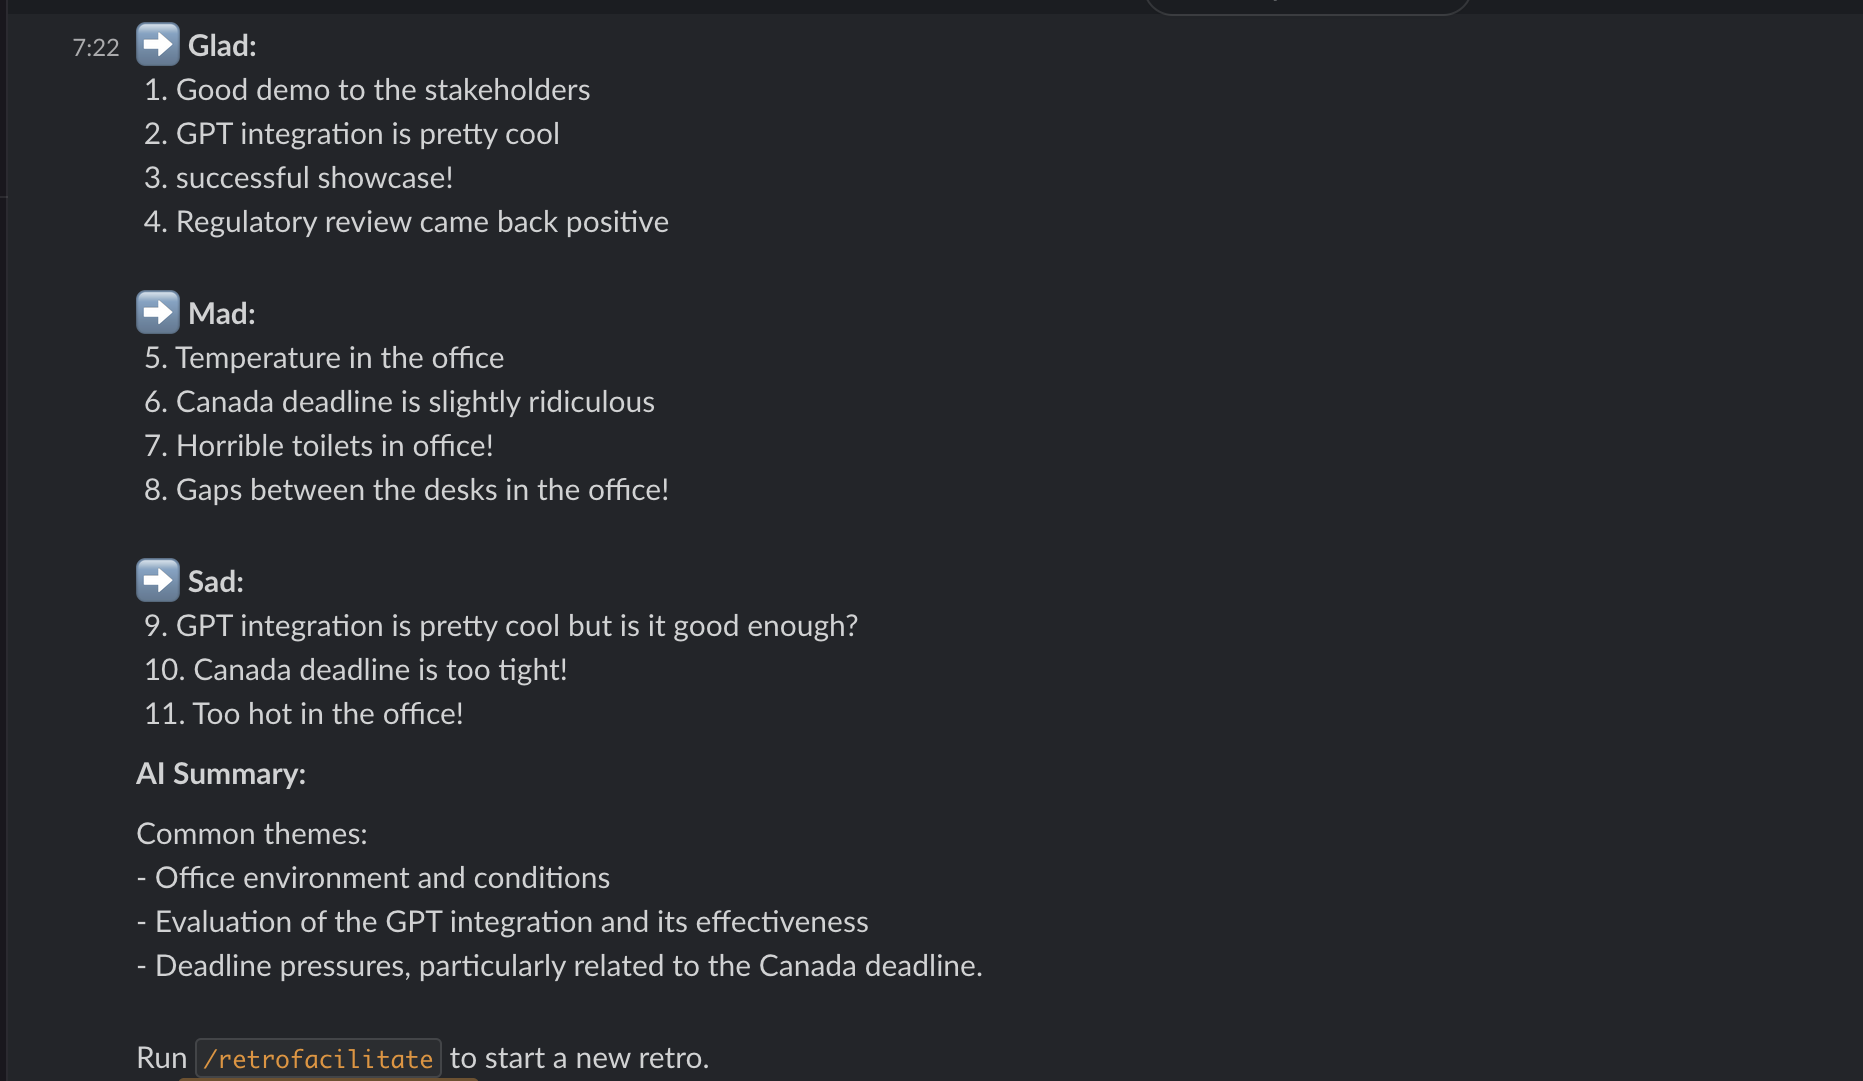 7:22 Glad:
1. Good demo to the stakeholders
2. GPT integration is pretty cool
3. successful showcase!
4. Regulatory review came back positive
Mad:
5. Temperature in the office
6. Canada deadline is slightly ridiculous
7. Horrible toilets in office!
8. Gaps between the desks in the office!
Sad:
9. GPT integration is pretty cool but is it good enough?
10. Canada deadline is too tight!
11. Too hot in the office!
AI Summary:
Common themes:
- Office environment and conditions
- Evaluation of the GPT integration and its effectiveness
- Deadline pressures, particularly related to the Canada deadline.
Run /retrofacilitate to start a new retro.